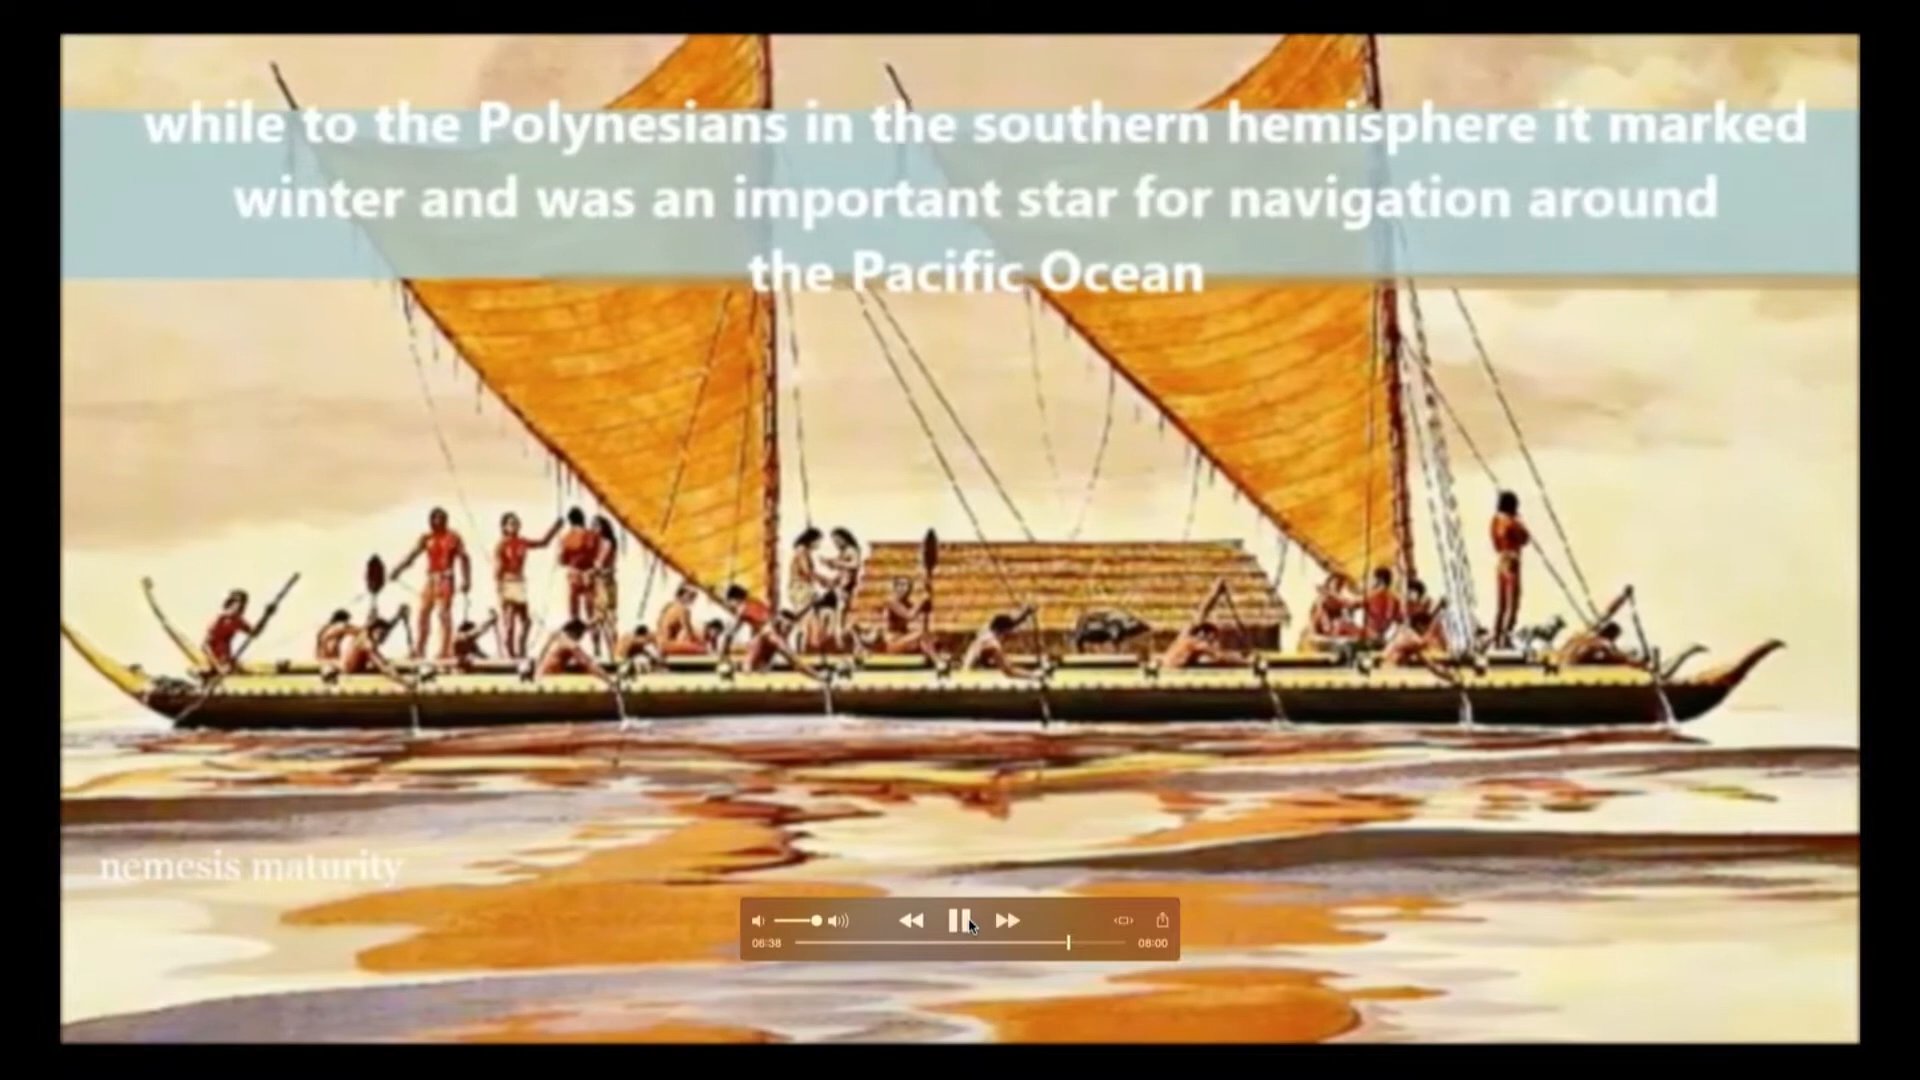 while to the Polynesians in the southern hemisphere it marked
winter and was an important star for navigation around
the Pacific Ocean
nemesis maturity
06:38
08:00